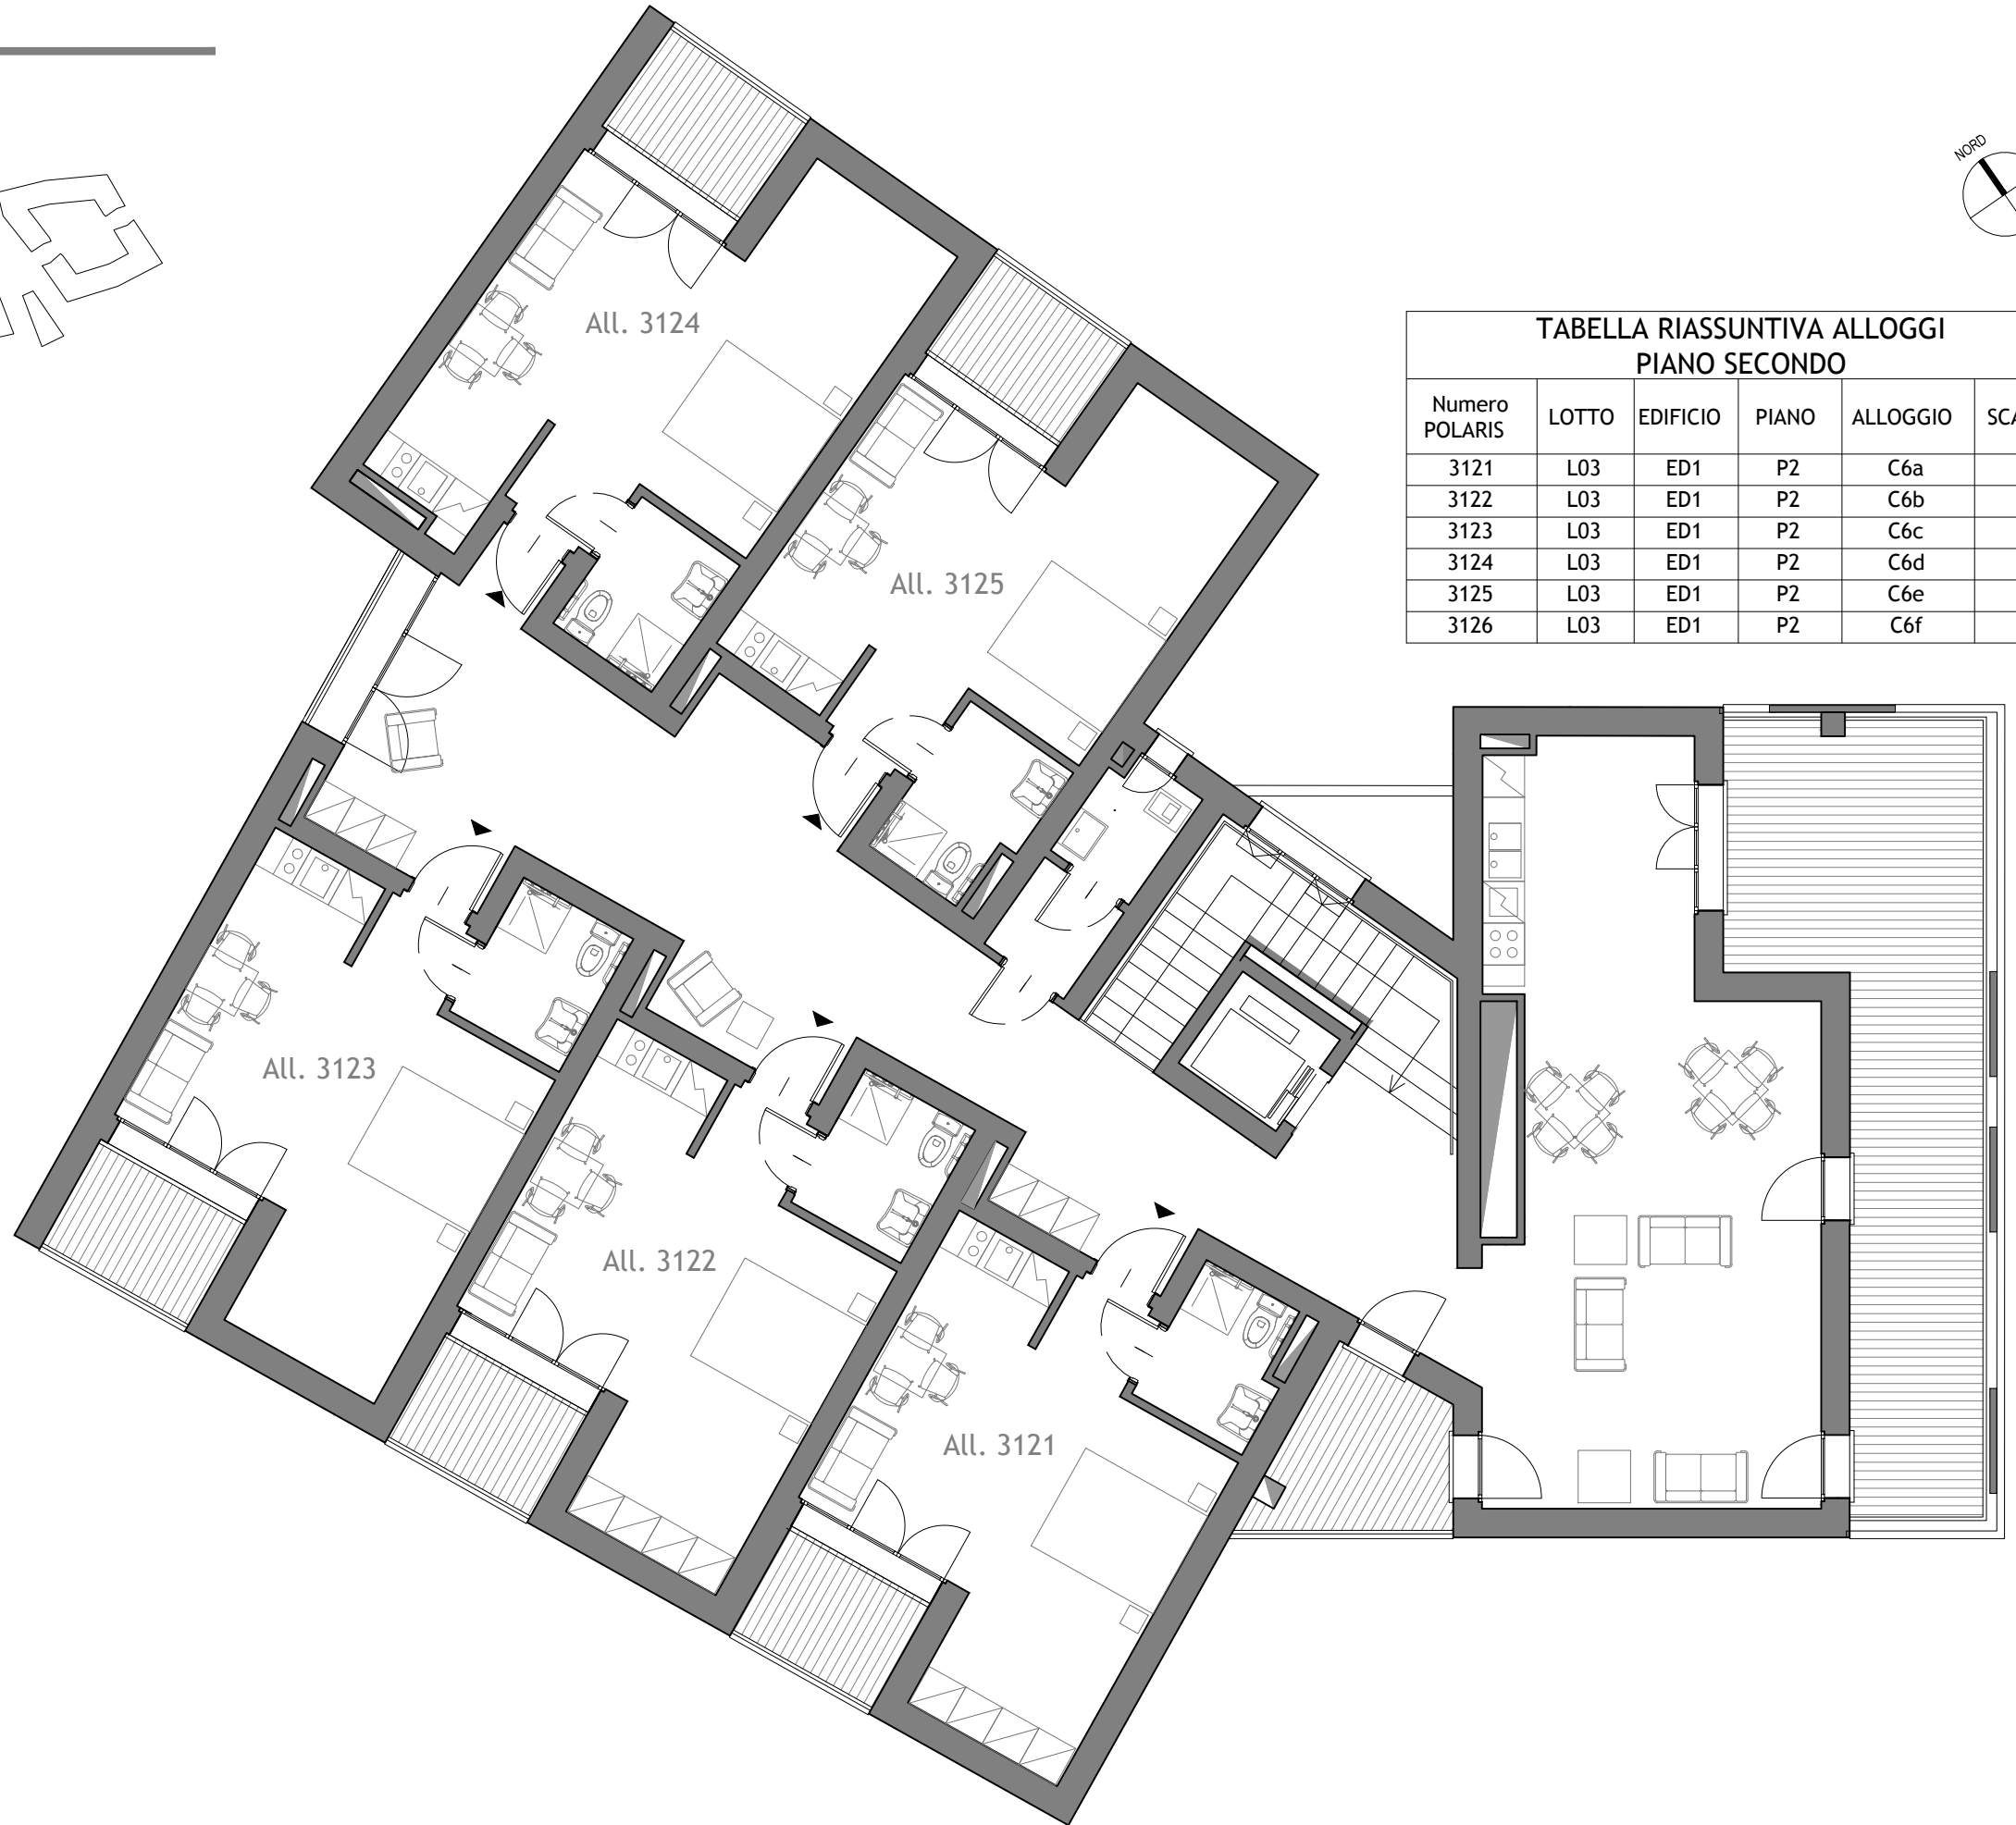 NORD
TABELLA RIASSUNTIVA ALLOGGI
PIANO SECONDO
Numero POLARIS LOTTO EDIFICIO PIANO ALLOGGIO SCA
3121 L03 ED1 P2 C6a
3122 L03 ED1 P2 C6b
3123 L03 ED1 P2 C6c
3124 L03 ED1 P2 C6d
3125 L03 ED1 P2 C6e
3126 L03 ED1 P2 C6f
All. 3124
All. 3125
All. 3123
All. 3122
All. 3121